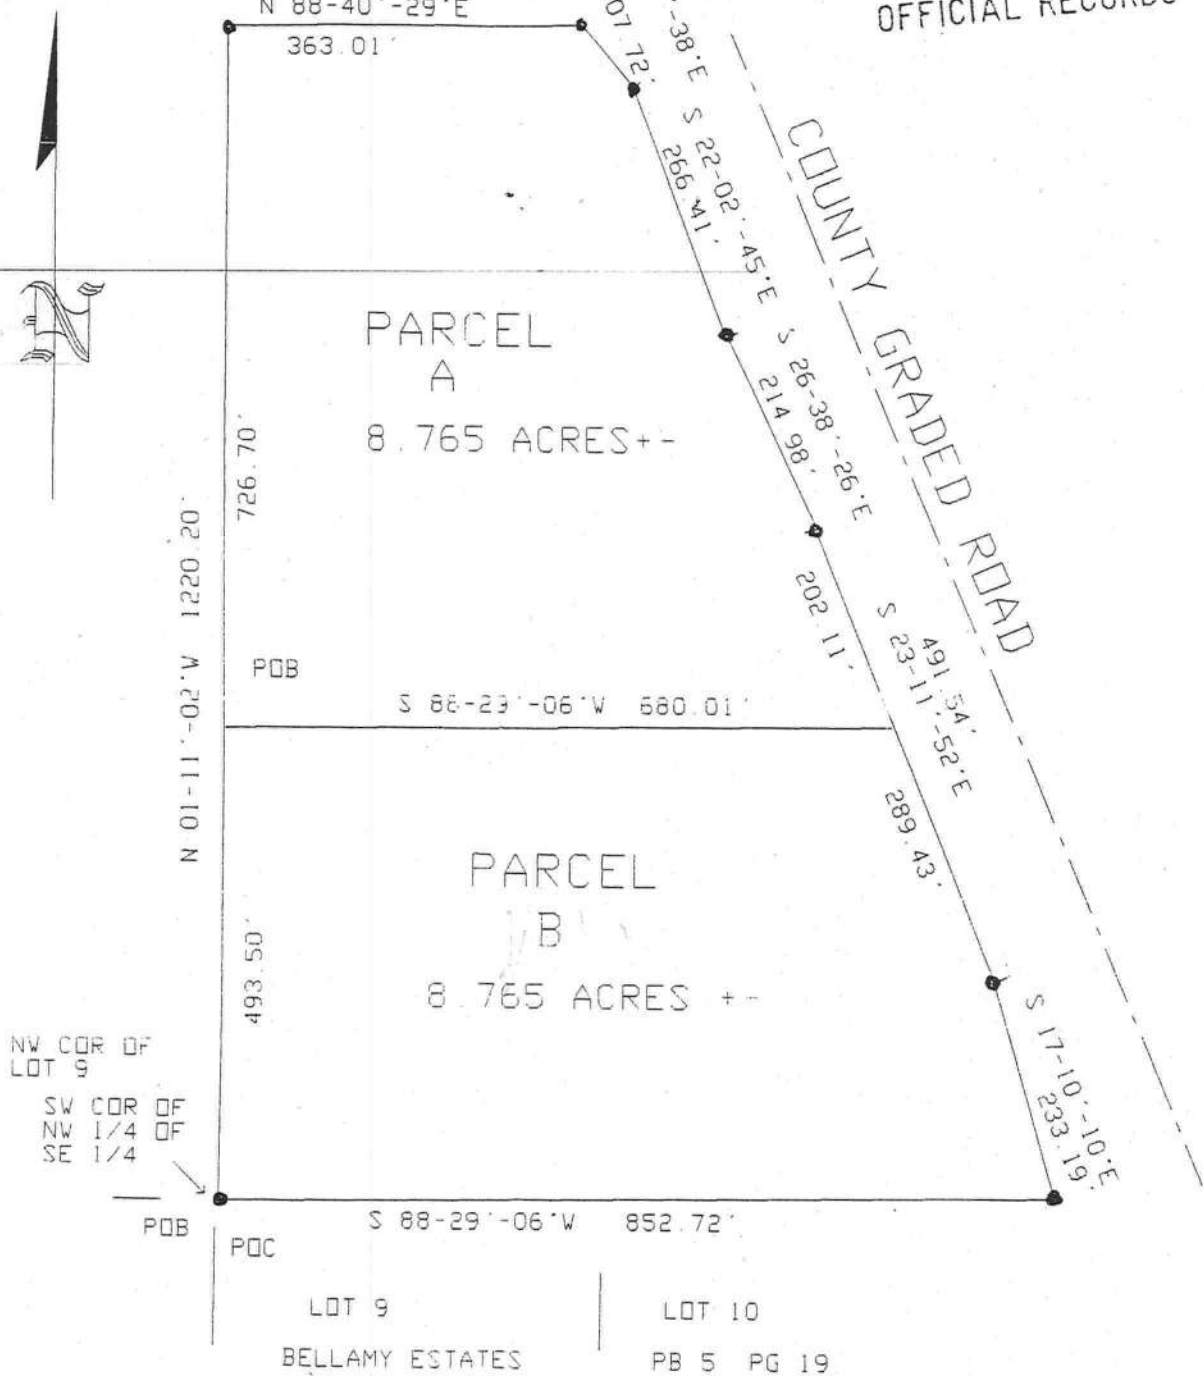 OFFICIAL RECORDS
N 88-40'-29"E
363.01'
07.72'
-38"E
S 22-02'-45"E
266.41'
COUNTY GRADED ROAD
N
PARCEL
A
8.765 ACRES+-
S 26-38'-26"E
214.98'
726.70'
N 01-11'-02"W 1220.20'
202.11'
491.54'
S 23-11'-52"E
POB
S 88-29'-06"W 680.01'
289.43'
PARCEL
B
8.765 ACRES +-
493.50'
S 17-10'-10"E
233.19'
NW COR OF
LOT 9
SW COR OF
NW 1/4 OF
SE 1/4
POB
POC
S 88-29'-06"W 852.72'
LOT 9
LOT 10
BELLAMY ESTATES
PB 5 PG 19